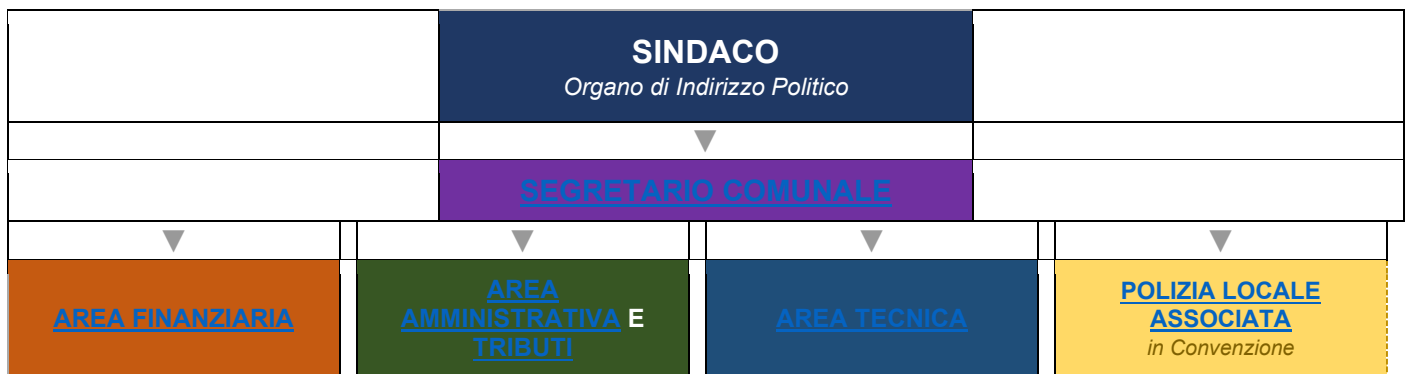 SINDACO
Organo di Indirizzo Politico
SEGRETARIO COMUNALE
AREA FINANZIARIA
AREA
AMMINISTRATIVA E
TRIBUTI
AREA TECNICA
POLIZIA LOCALE
ASSOCIATA
in Convenzione